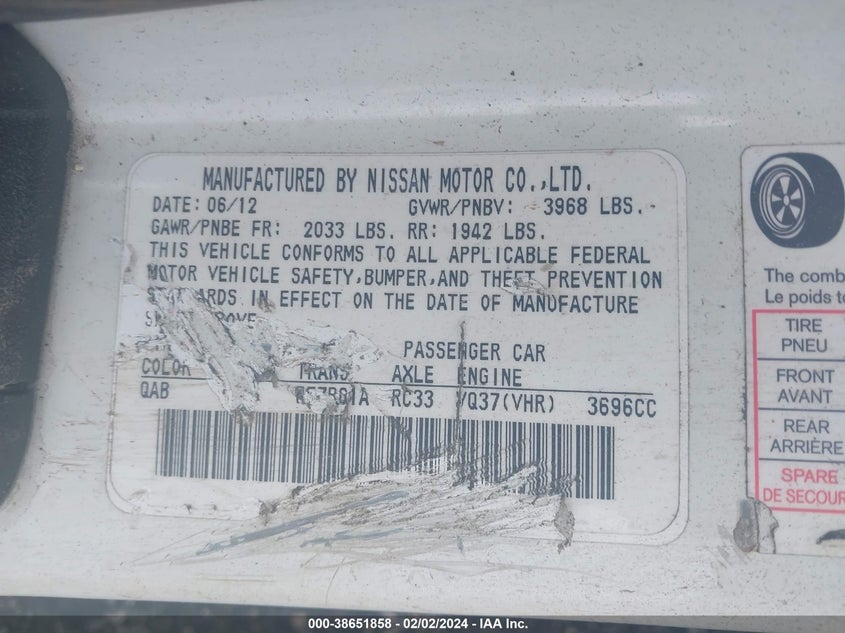 MANUFACTURED BY NISSAN MOTOR CO.,LTD.
DATE: 06/12 GVWR/PNBV: 3968 LBS.
GAWR/PNBE FR: 2033 LBS. RR: 1942 LBS.
THIS VEHICLE CONFORMS TO ALL APPLICABLE FEDERAL
MOTOR VEHICLE SAFETY,BUMPER,AND THEFT PREVENTION
IN EFFECT ON THE DATE OF MANUFACTURE
PASSENGER CAR
COLOR TRANS AXLE ENGINE
QAB RC33 VQ37(VHR) 3696CC
The comb
Le poids to
TIRE
PNEU
FRONT
AVANT
REAR
ARRIÈRE
SPARE
DE SECOUR
000-38651858 - 02/02/2024 - IAA Inc.